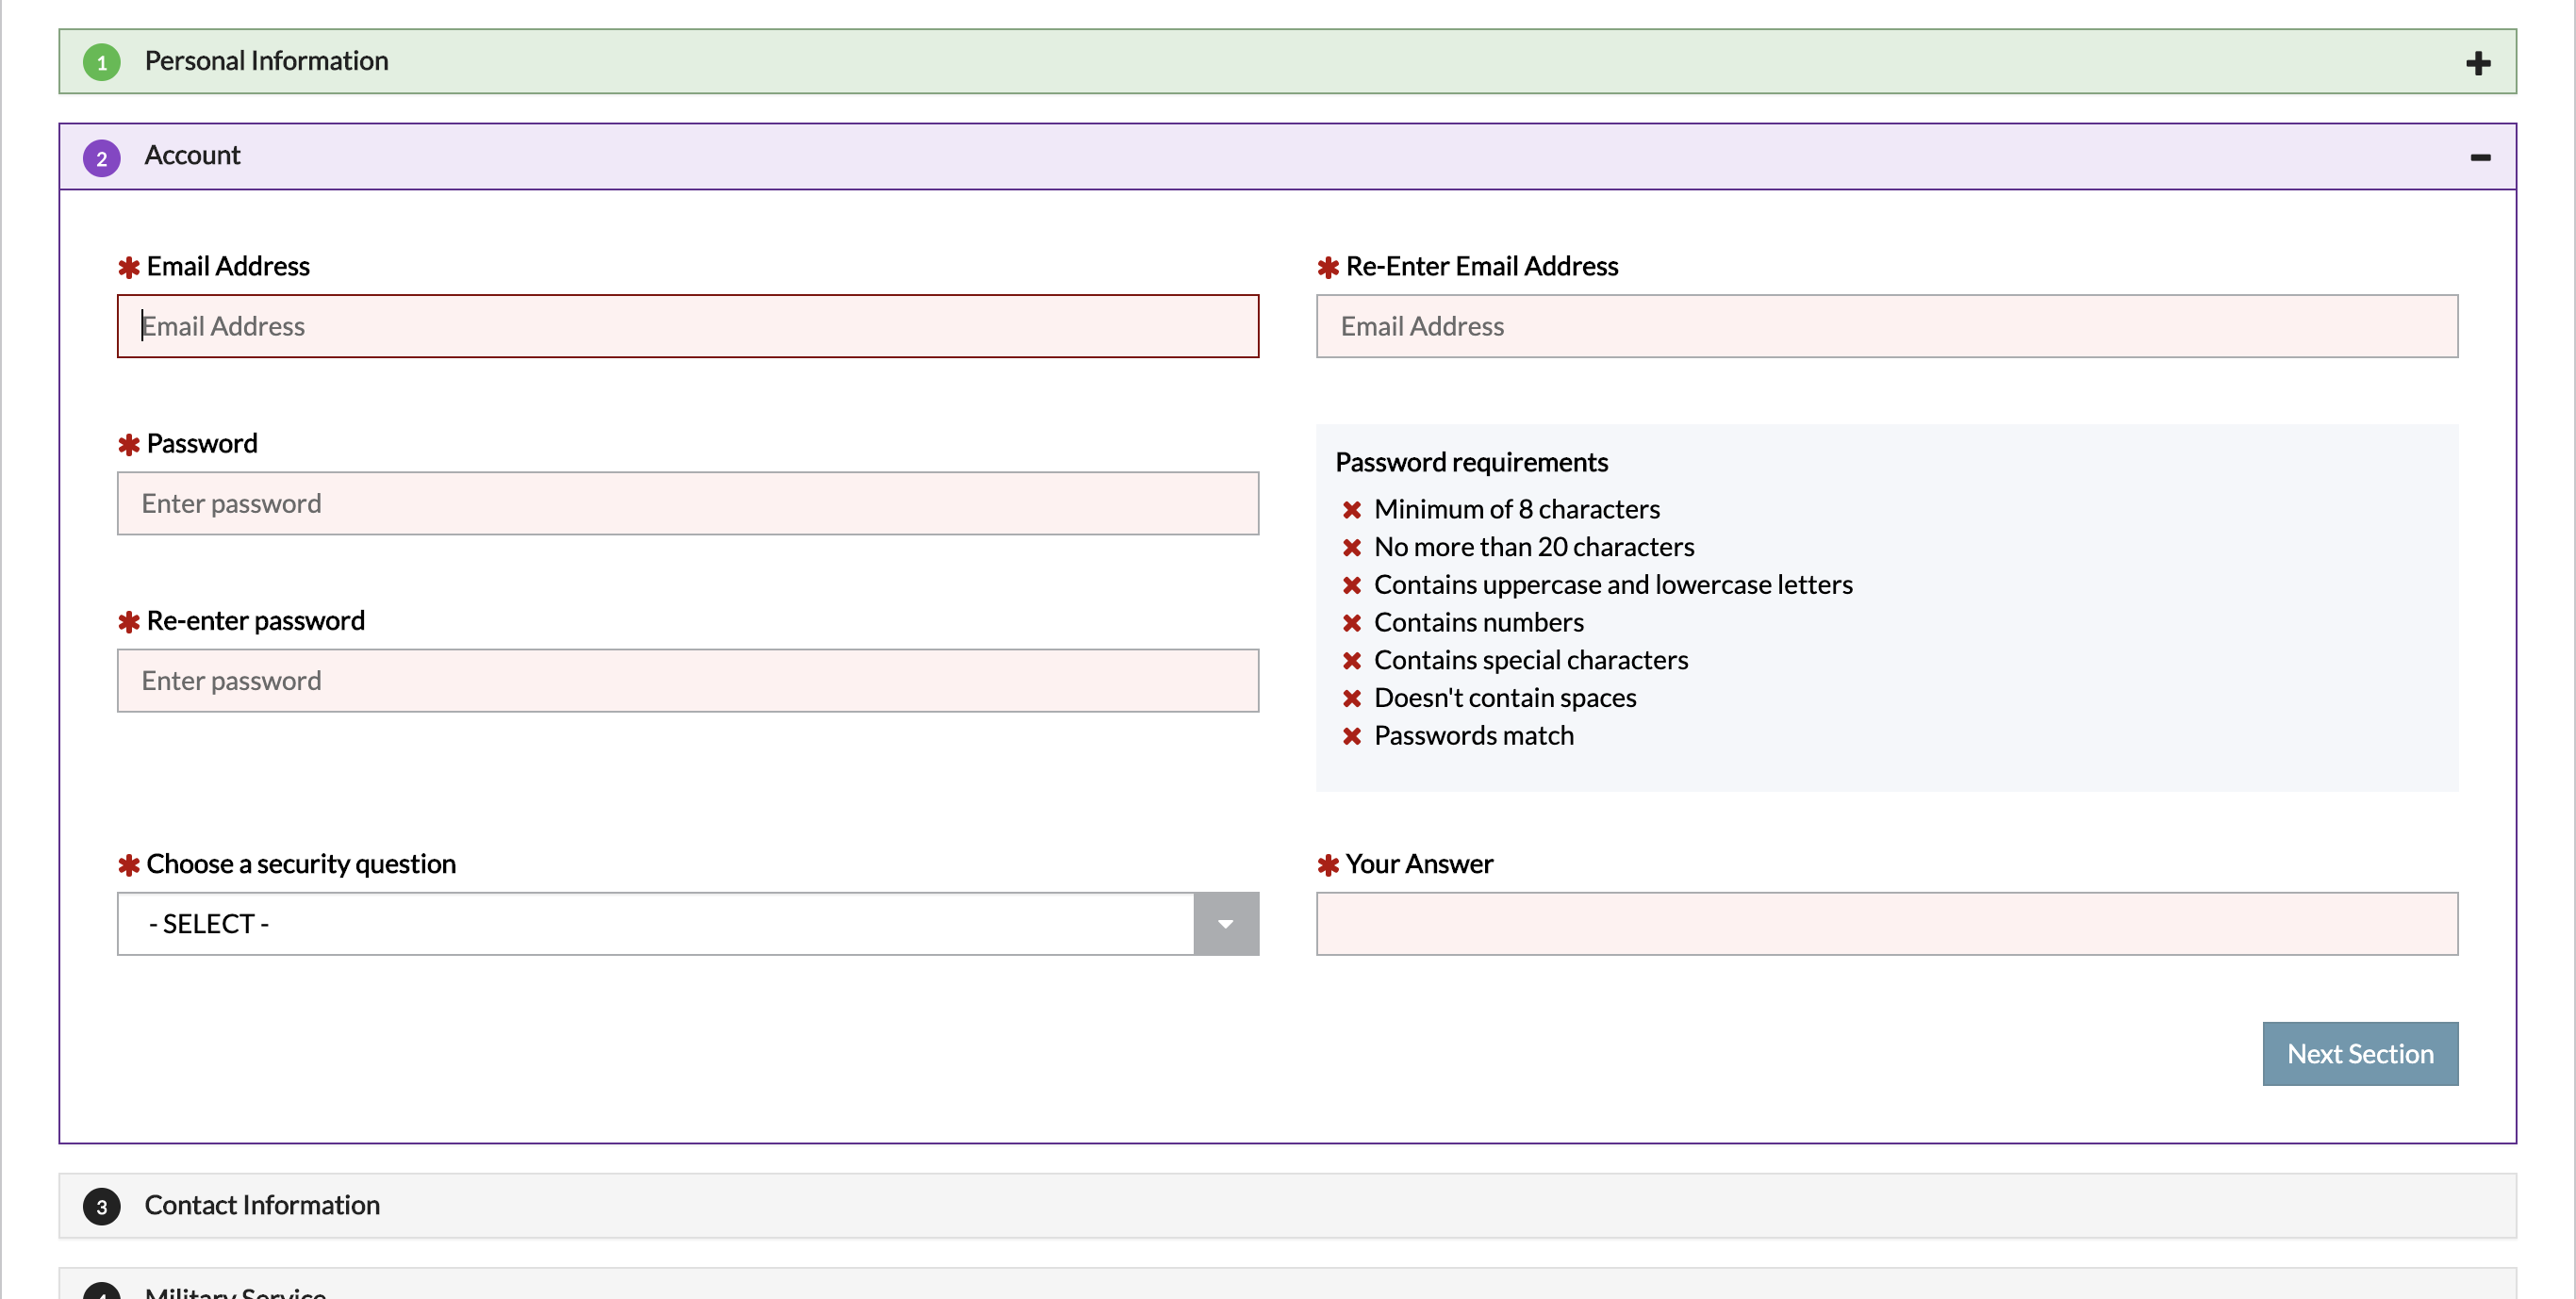 1 Personal Information
2 Account
Email Address
Email Address
Re-Enter Email Address
Email Address
Password
Enter password
Re-enter password
Enter password
Password requirements
Minimum of 8 characters
No more than 20 characters
Contains uppercase and lowercase letters
Contains numbers
Contains special characters
Doesn't contain spaces
Passwords match
Choose a security question
- SELECT -
Your Answer
Next Section
3 Contact Information
4 Military Service